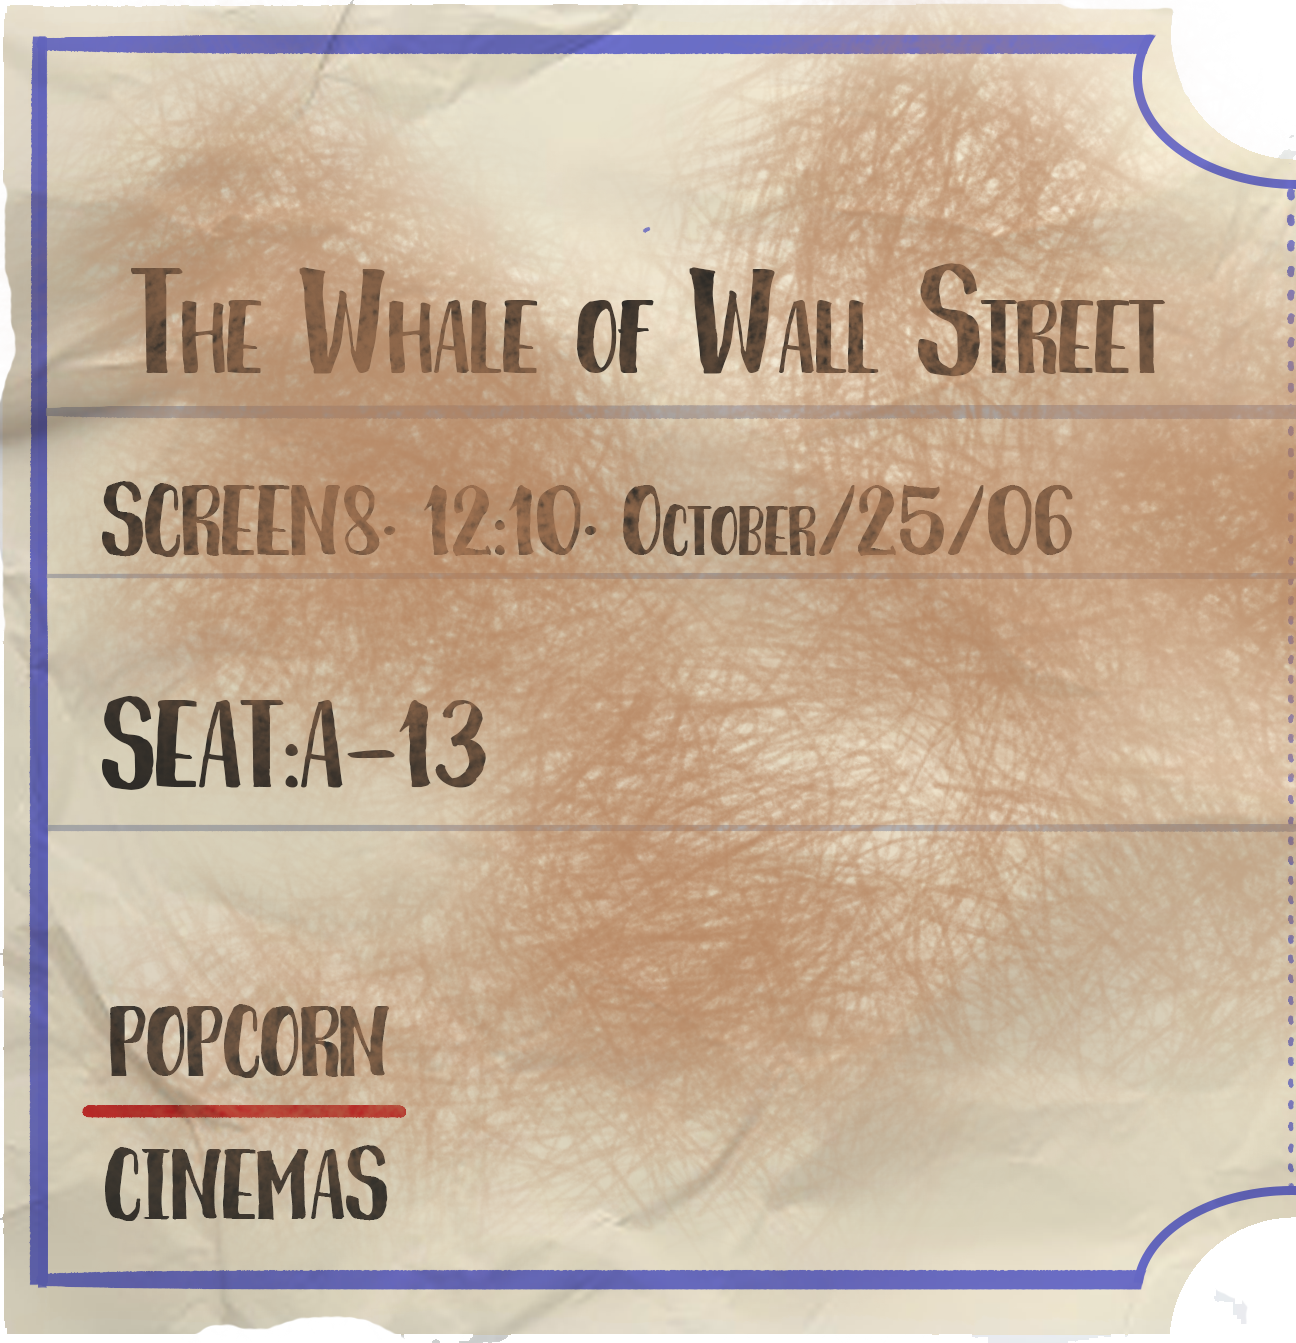 The Whale of Wall Street
SCREEN8· 12:10· October/25/06
SEAT:A-13
POPCORN
CINEMAS